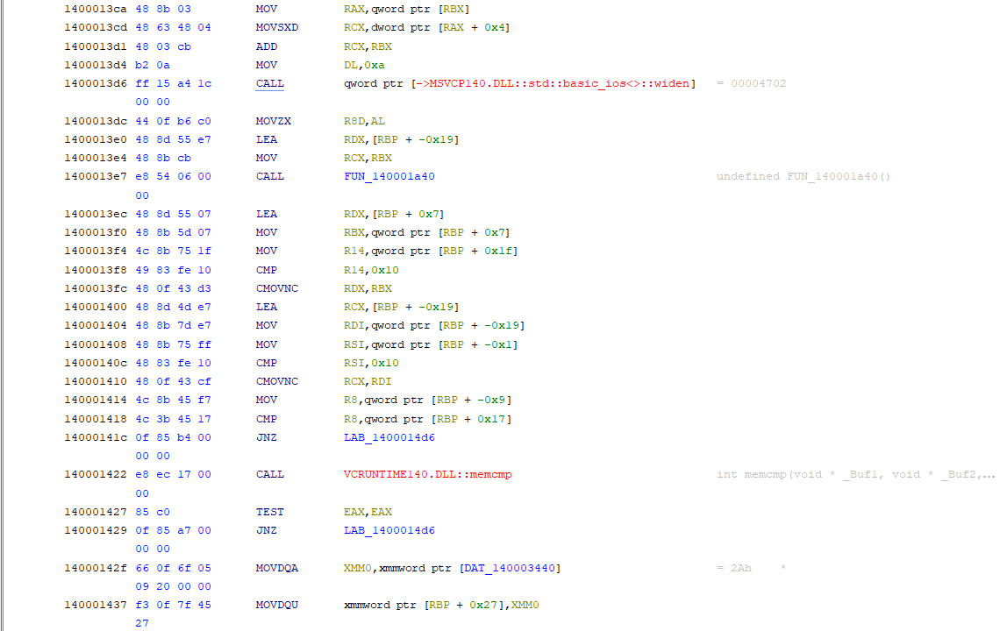 1400013ca 48 8b 03 MOV RAX,qword ptr [RBX]
1400013cd 48 63 48 04 MOVSXD RCX,dword ptr [RAX + 0x4]
1400013d1 48 03 cb ADD RCX,RBX
1400013d4 b2 0a MOV DL,0xa
1400013d6 ff 15 a4 1c CALL qword ptr [->MSVCP140.DLL::std::basic_ios<>::widen] = 00004702
00 00
1400013dc 44 0f b6 c0 MOVZX R8D,AL
1400013e0 48 8d 55 e7 LEA RDX,[RBP + -0x19]
1400013e4 48 8b cb MOV RCX,RBX
1400013e7 e8 54 06 00 CALL FUN_140001a40 undefined FUN_140001a40()
00
1400013ec 48 8d 55 07 LEA RDX,[RBP + 0x7]
1400013f0 48 8b 5d 07 MOV RBX,qword ptr [RBP + 0x7]
1400013f4 4c 8b 75 1f MOV R14,qword ptr [RBP + 0x1f]
1400013f8 49 83 fe 10 CMP R14,0x10
1400013fc 48 0f 43 d3 CMOVNC RDX,RBX
140001400 48 8d 4d e7 LEA RCX,[RBP + -0x19]
140001404 48 8b 7d e7 MOV RDI,qword ptr [RBP + -0x19]
140001408 48 8b 75 ff MOV RSI,qword ptr [RBP + -0x1]
14000140c 48 83 fe 10 CMP RSI,0x10
140001410 48 0f 43 cf CMOVNC RCX,RDI
140001414 4c 8b 45 f7 MOV R8,qword ptr [RBP + -0x9]
140001418 4c 3b 45 17 CMP R8,qword ptr [RBP + 0x17]
14000141c 0f 85 b4 00 JNZ LAB_1400014d6
00 00
140001422 e8 ec 17 00 CALL VCRUNTIME140.DLL::memcmp int memcmp(void * _Buf1, void * _Buf2,...
00
140001427 85 c0 TEST EAX,EAX
140001429 0f 85 a7 00 JNZ LAB_1400014d6
00 00
14000142f 66 0f 6f 05 MOVDQA XMM0,xmmword ptr [DAT_140003440] = 2Ah *
09 20 00 00
140001437 f3 0f 7f 45 MOVDQU xmmword ptr [RBP + 0x27],XMM0
27